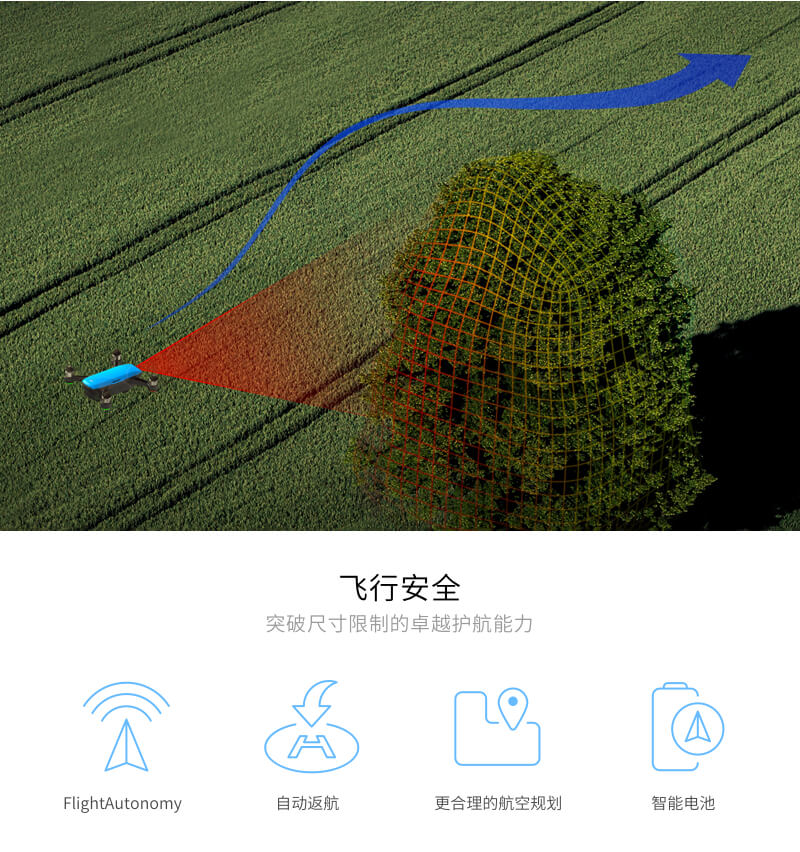 飞行安全
突破尺寸限制的卓越护航能力
FlightAutonomy
自动返航
更合理的航空规划
智能电池